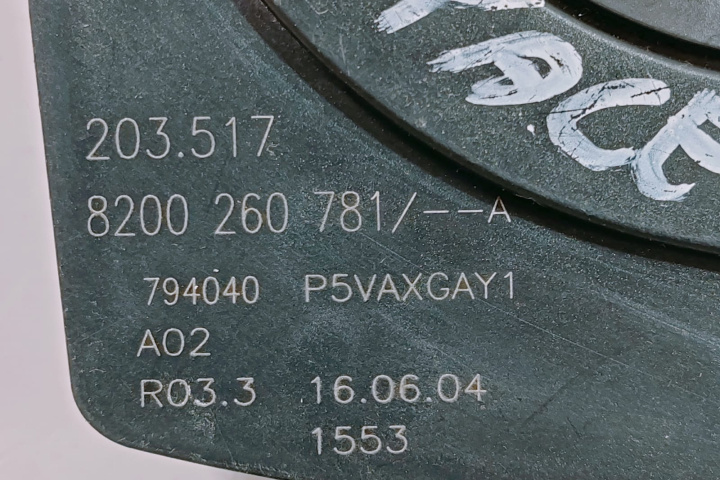 203.517
8200 260 781/---A
794040 P5VAXGAY1
A02
R03.3 16.06.04
1553